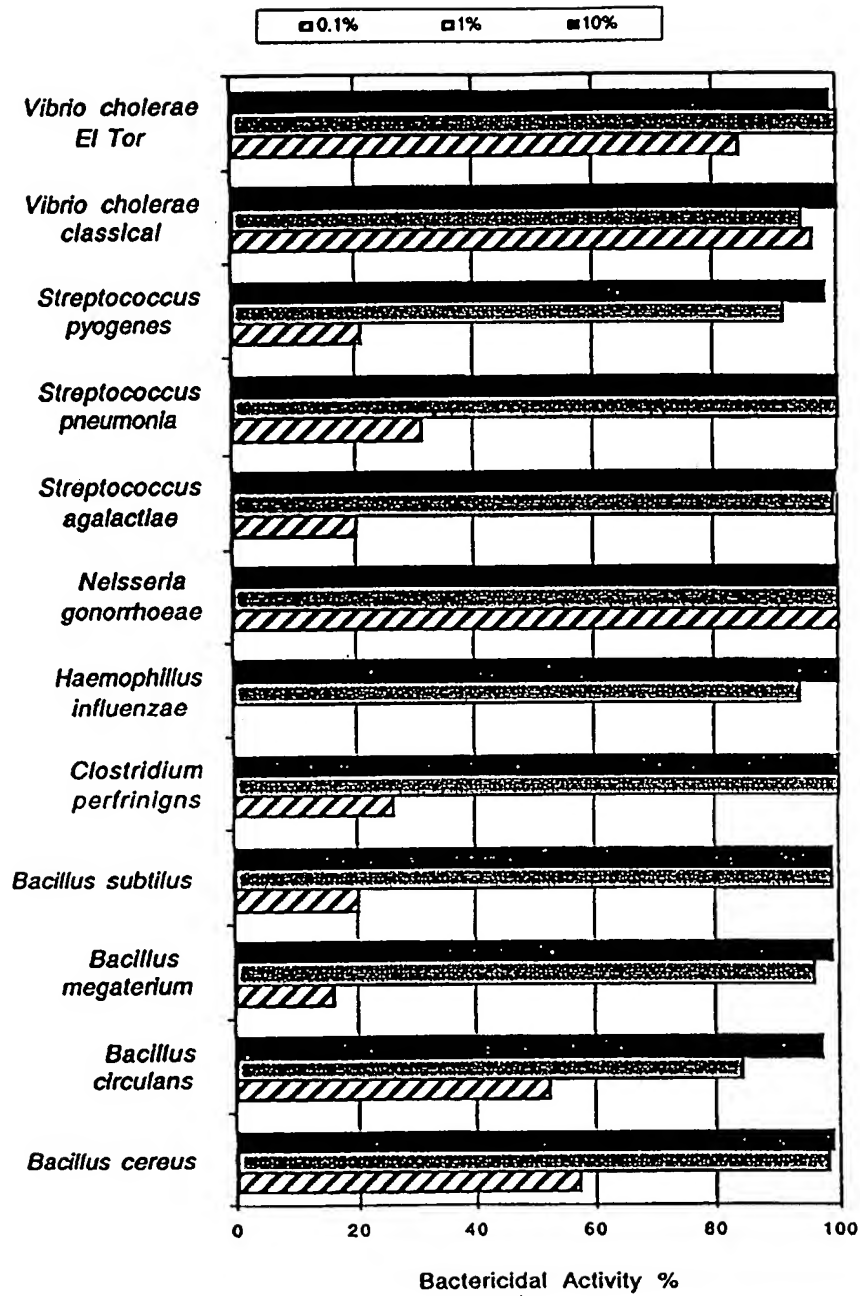 0.1% 1% 10%
Vibrio cholerae
El Tor
Vibrio cholerae
classical
Streptococcus
pyogenes
Streptococcus
pneumonia
Streptococcus
agalactiae
Neisseria
gonorrhoeae
Haemophillus
influenzae
Clostridium
perfrinigns
Bacillus subtilus
Bacillus
megaterium
Bacillus
circulans
Bacillus cereus
0 20 40 60 80 100
Bactericidal Activity %